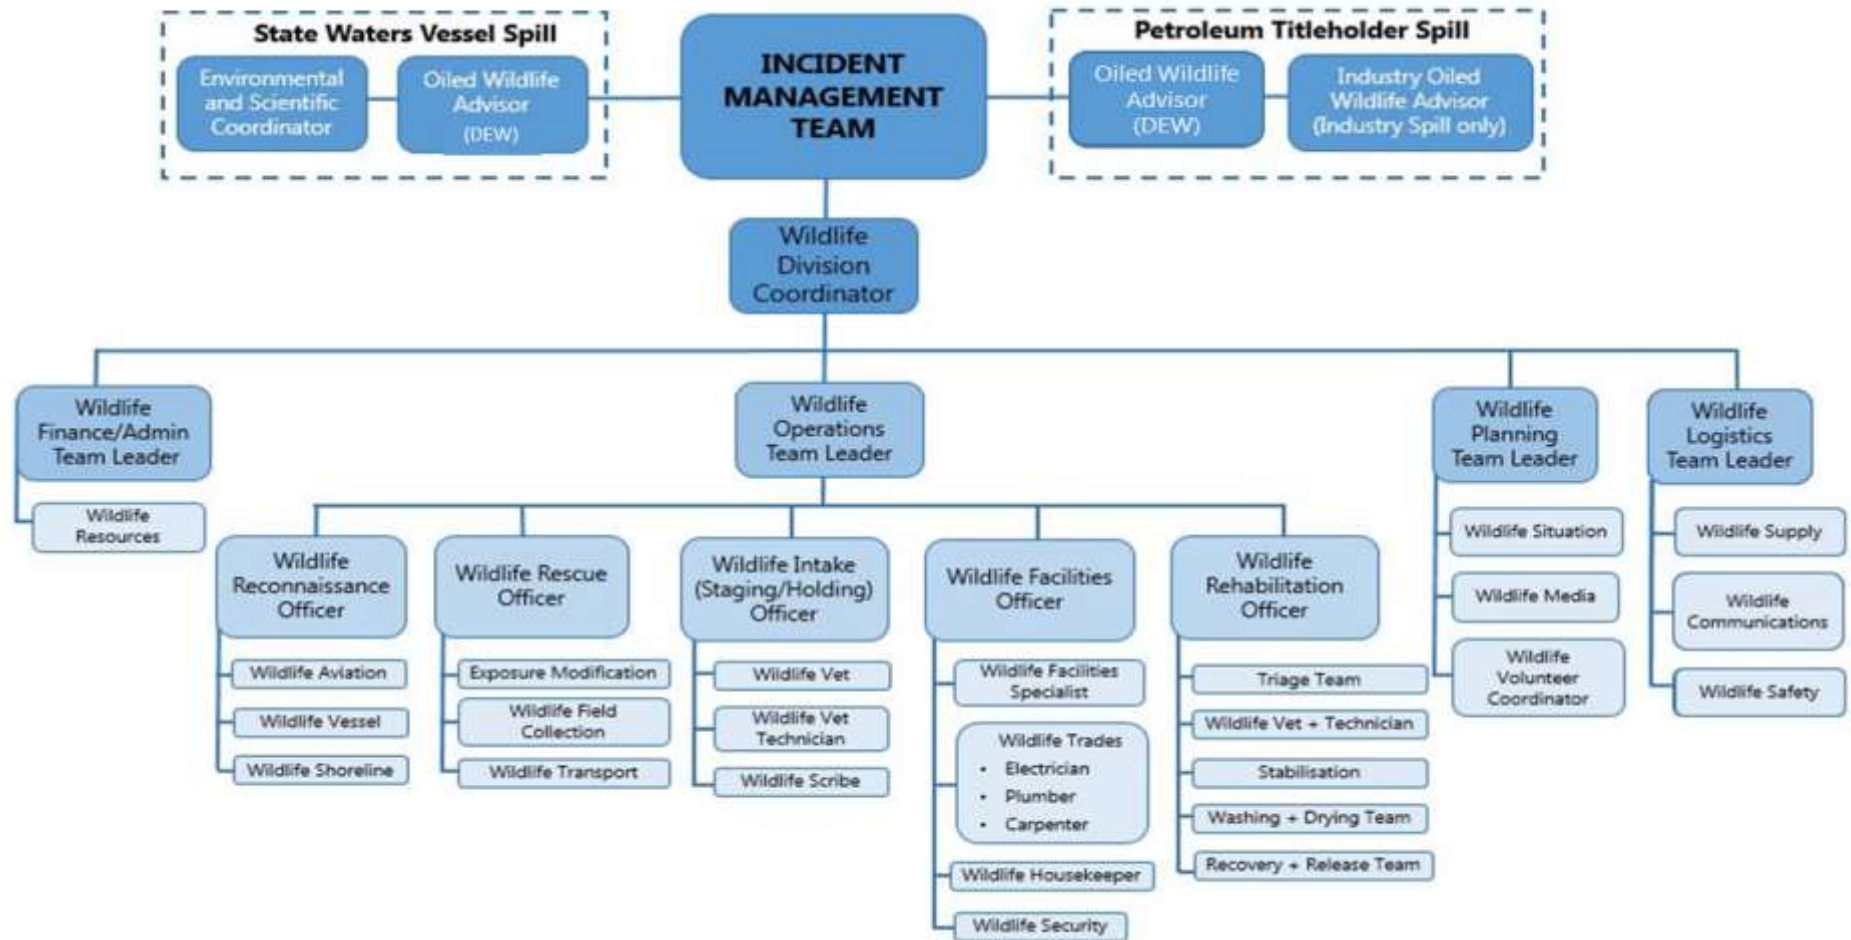 State Waters Vessel Spill
Environmental
and Scientific
Coordinator
Oiled Wildlife
Advisor
(DEW)
INCIDENT
MANAGEMENT
TEAM
Petroleum Titleholder Spill
Oiled Wildlife
Advisor
(DEW)
Industry Oiled
Wildlife Advisor
(Industry Spill only)
Wildlife
Division
Coordinator
Wildlife
Finance/Admin
Team Leader
Wildlife
Resources
Wildlife
Operations
Team Leader
Wildlife
Reconnaissance
Officer
Wildlife Aviation
Wildlife Vessel
Wildlife Shoreline
Wildlife Rescue
Officer
Exposure Modification
Wildlife Field
Collection
Wildlife Transport
Wildlife Intake
(Staging/Holding)
Officer
Wildlife Vet
Wildlife Vet
Technician
Wildlife Scribe
Wildlife Facilities
Officer
Wildlife Facilities
Specialist
Wildlife Trades
• Electrician
• Plumber
• Carpenter
Wildlife Housekeeper
Wildlife Security
Wildlife
Rehabilitation
Officer
Triage Team
Wildlife Vet + Technician
Stabilisation
Washing + Drying Team
Recovery + Release Team
Wildlife
Planning
Team Leader
Wildlife Situation
Wildlife Media
Wildlife
Volunteer
Coordinator
Wildlife
Logistics
Team Leader
Wildlife Supply
Wildlife
Communications
Wildlife Safety